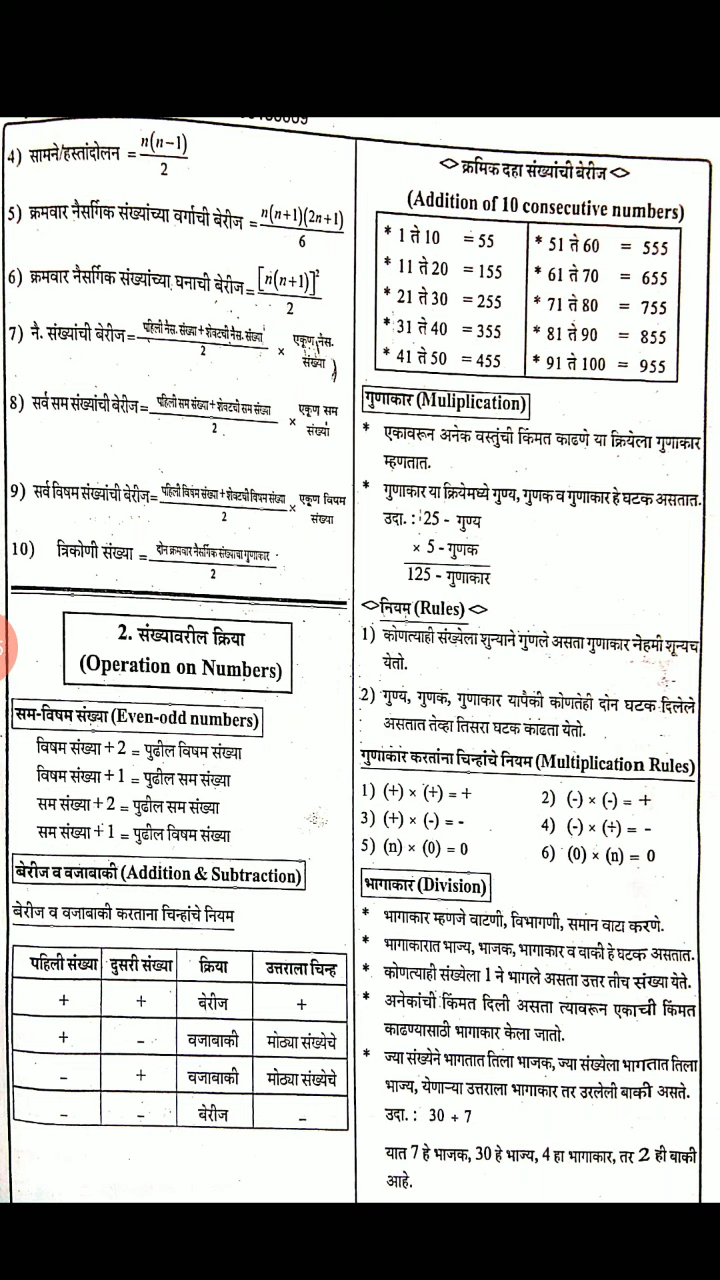 4) सामने/हस्तांदोलन = n(n−1)/2
5) क्रमवार नैसर्गिक संख्यांच्या वर्गाची बेरीज = n(n+1)(2n+1)/6
6) क्रमवार नैसर्गिक संख्यांच्या घनाची बेरीज = [n(n+1)]²/2
7) नै. संख्यांची बेरीज = पहिली नैस. संख्या + शेवटची नैस. संख्या/2 × एकूण नैस. संख्या
8) सर्व सम संख्यांची बेरीज = पहिली सम संख्या + शेवटची सम संख्या/2 × एकूण सम संख्या
9) सर्व विषम संख्यांची बेरीज = पहिली विषम संख्या + शेवटची विषम संख्या/2 × एकूण विषम संख्या
10) त्रिकोणी संख्या = दोन क्रमवार नैसर्गिक संख्याचा गुणाकार/2
2. संख्यावरील क्रिया
(Operation on Numbers)
सम-विषम संख्या (Even-odd numbers)
विषम संख्या + 2 = पुढील विषम संख्या
विषम संख्या + 1 = पुढील सम संख्या
सम संख्या + 2 = पुढील सम संख्या
सम संख्या + 1 = पुढील विषम संख्या
बेरीज व वजाबाकी (Addition & Subtraction)
बेरीज व वजाबाकी करताना चिन्हांचे नियम
पहिली संख्या दुसरी संख्या क्रिया उत्तराला चिन्ह
+ + बेरीज +
+ - वजाबाकी मोठ्या संख्येचे
- + वजाबाकी मोठ्या संख्येचे
- - बेरीज -
◇ क्रमिक दहा संख्यांची बेरीज ◇
(Addition of 10 consecutive numbers)
* 1 ते 10 = 55 * 51 ते 60 = 555
* 11 ते 20 = 155 * 61 ते 70 = 655
* 21 ते 30 = 255 * 71 ते 80 = 755
* 31 ते 40 = 355 * 81 ते 90 = 855
* 41 ते 50 = 455 * 91 ते 100 = 955
गुणाकार (Muliplication)
* एकावरून अनेक वस्तुंची किंमत काढणे या क्रियेला गुणाकार
म्हणतात.
* गुणाकार या क्रियेमध्ये गुण्य, गुणक व गुणाकार हे घटक असतात.
उदा. : 25 - गुण्य
× 5 - गुणक
125 - गुणाकार
◇नियम (Rules) ◇
1) कोणत्याही संख्येला शुन्याने गुणले असता गुणाकार नेहमी शून्यच
येतो.
2) गुण्य, गुणक, गुणाकार यापैकी कोणतेही दोन घटक दिलेले
असतात तेव्हा तिसरा घटक काढता येतो.
गुणाकार करतांना चिन्हांचे नियम (Multiplication Rules)
1) (+) × (+) = + 2) (-) × (-) = +
3) (+) × (-) = - 4) (-) × (+) = -
5) (n) × (0) = 0 6) (0) × (n) = 0
भागाकार (Division)
* भागाकार म्हणजे वाटणी, विभागणी, समान वाटा करणे.
* भागाकारात भाज्य, भाजक, भागाकार व वाकी हे घटक असतात.
* कोणत्याही संख्येला 1 ने भागले असता उत्तर तीच संख्या येते.
* अनेकांची किंमत दिली असता त्यावरून एकाची किंमत
काढण्यासाठी भागाकार केला जातो.
* ज्या संख्येने भागतात तिला भाजक, ज्या संख्येला भागतात तिला
भाज्य, येणाऱ्या उत्तराला भागाकार तर उरलेली बाकी असते.
उदा. : 30 ÷ 7
यात 7 हे भाजक, 30 हे भाज्य, 4 हा भागाकार, तर 2 ही बाकी
आहे.